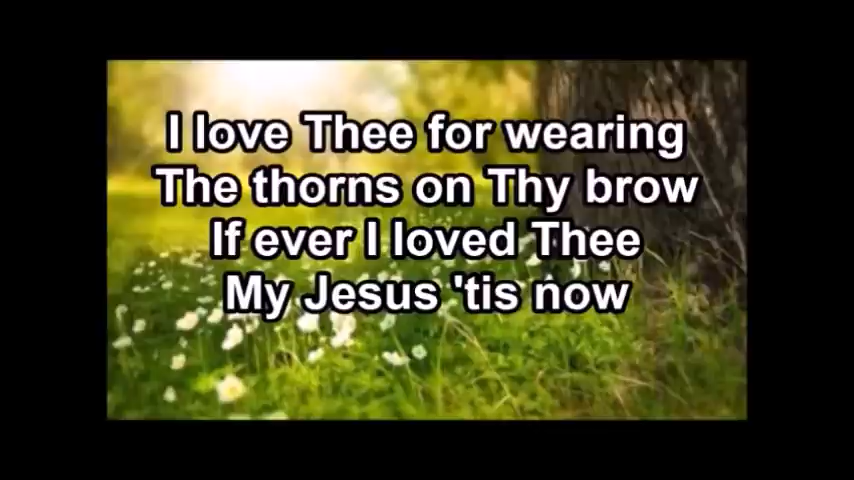 I love Thee for wearing
The thorns on Thy brow
If ever I loved Thee
My Jesus 'tis now